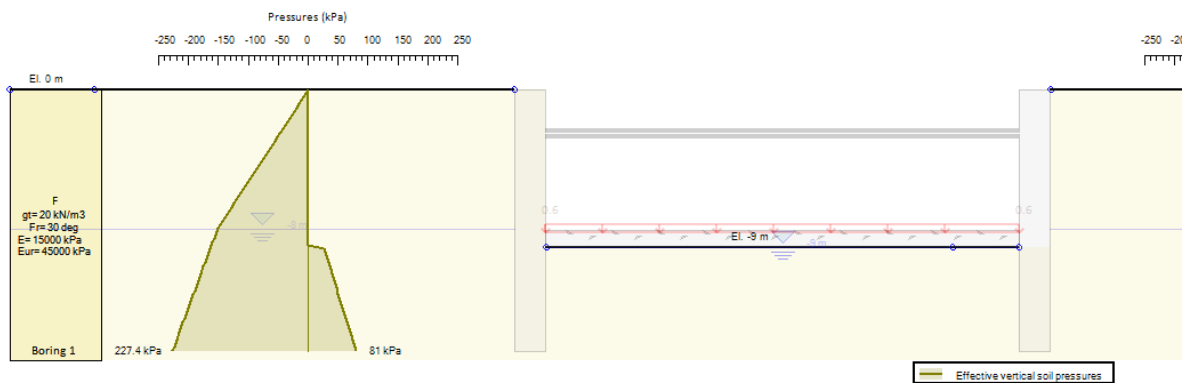 Pressures (kPa)
-250 -200 -150 -100 -50 0 50 100 150 200 250
-250 -20
El. 0 m
F
gt= 20 kN/m3
Fr= 30 deg
E= 15000 kPa
Eur= 45000 kPa
0.6
0.6
El. -9 m
-9 m
Boring 1
227.4 kPa
81 kPa
Effective vertical soil pressures